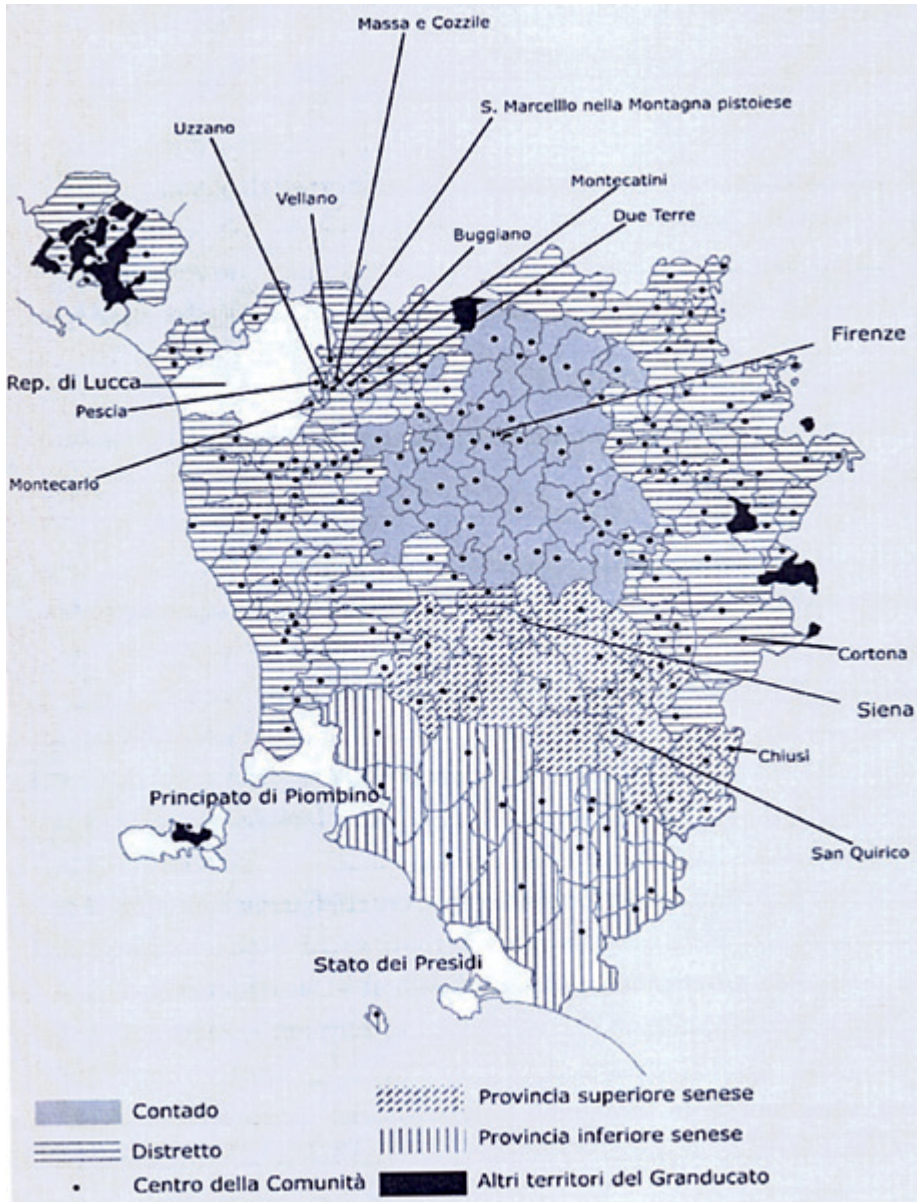 Massa e Cozzile
S. Marcelllo nella Montagna pistoiese
Uzzano
Montecatini
Vellano
Due Terre
Buggiano
Firenze
Rep. di Lucca
Pescia
Montecarlo
Cortona
Siena
Chiusi
Principato di Piombino
San Quirico
Stato dei Presìdi
Contado
Provincia superiore senese
Distretto
Provincia inferiore senese
Centro della Comunità
Altri territori del Granducato